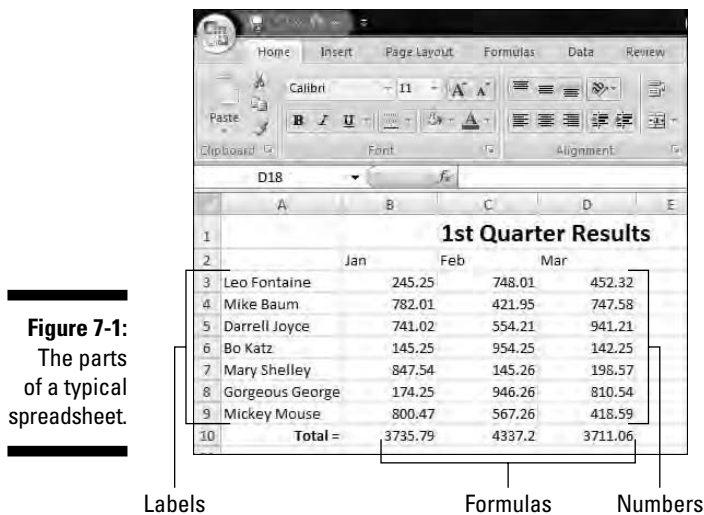 Home Insert Page Layout Formulas Data Review
Calibri 11 A A
Paste B I U A
Clipboard Font Alignment
D18 fx
A B C D E
1 1st Quarter Results
2 Jan Feb Mar
3 Leo Fontaine 245.25 748.01 452.32
4 Mike Baum 782.01 421.95 747.58
5 Darrell Joyce 741.02 554.21 941.21
6 Bo Katz 145.25 954.25 142.25
7 Mary Shelley 847.54 145.26 198.57
8 Gorgeous George 174.25 946.26 810.54
9 Mickey Mouse 800.47 567.26 418.59
10 Total = 3735.79 4337.2 3711.06
Figure 7-1:
The parts
of a typical
spreadsheet.
Labels Formulas Numbers